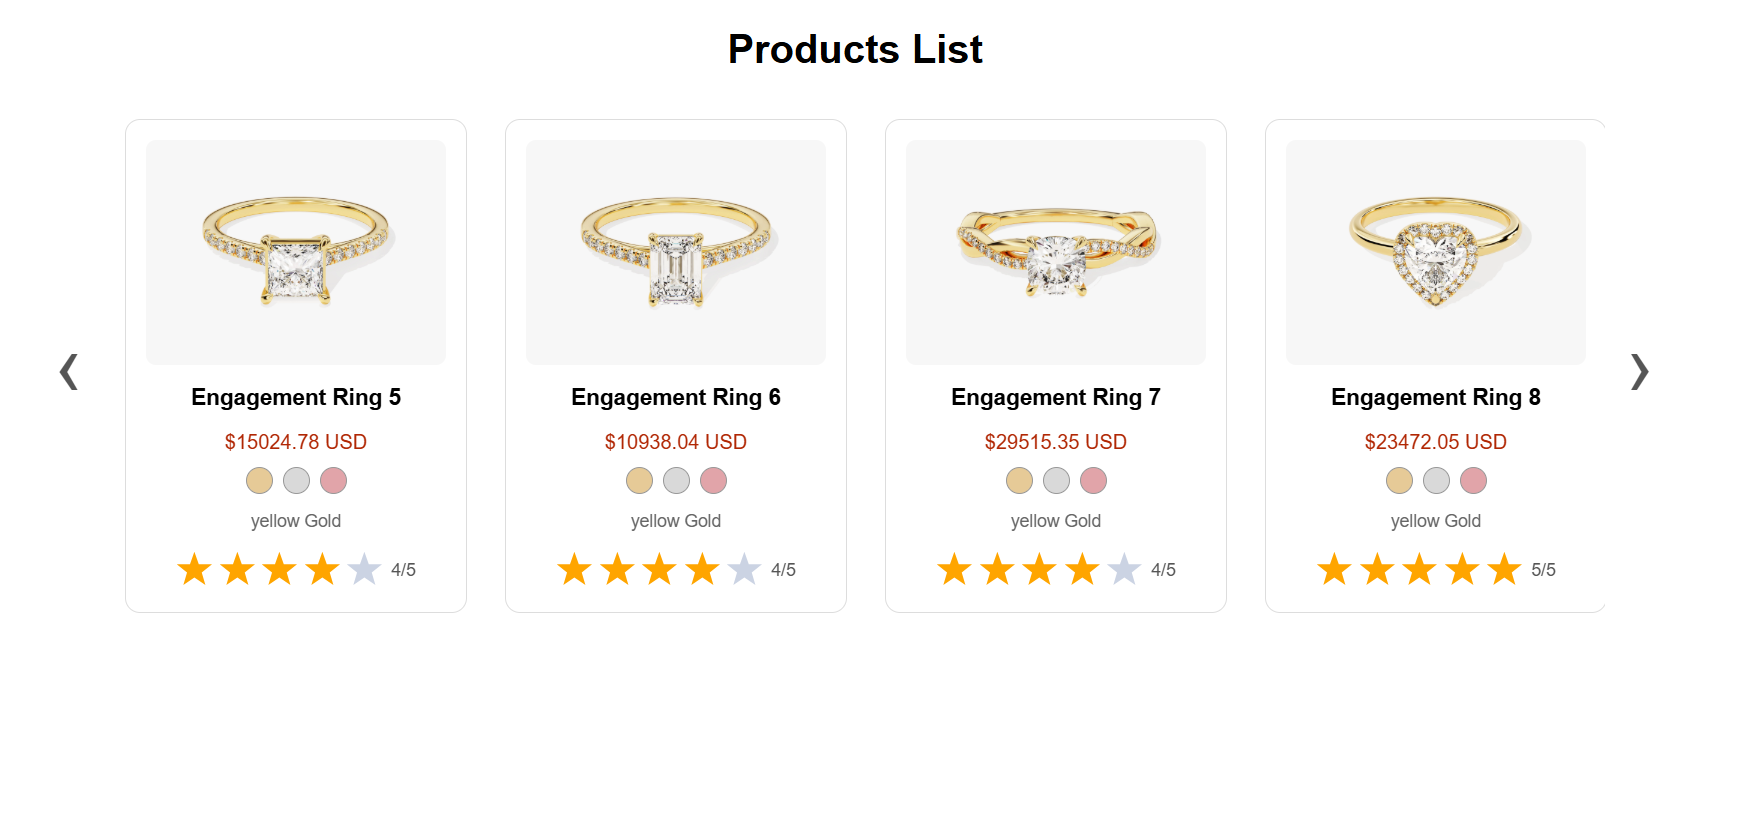 Products List
Engagement Ring 5
$15024.78 USD
yellow Gold
4/5
Engagement Ring 6
$10938.04 USD
yellow Gold
4/5
Engagement Ring 7
$29515.35 USD
yellow Gold
4/5
Engagement Ring 8
$23472.05 USD
yellow Gold
5/5